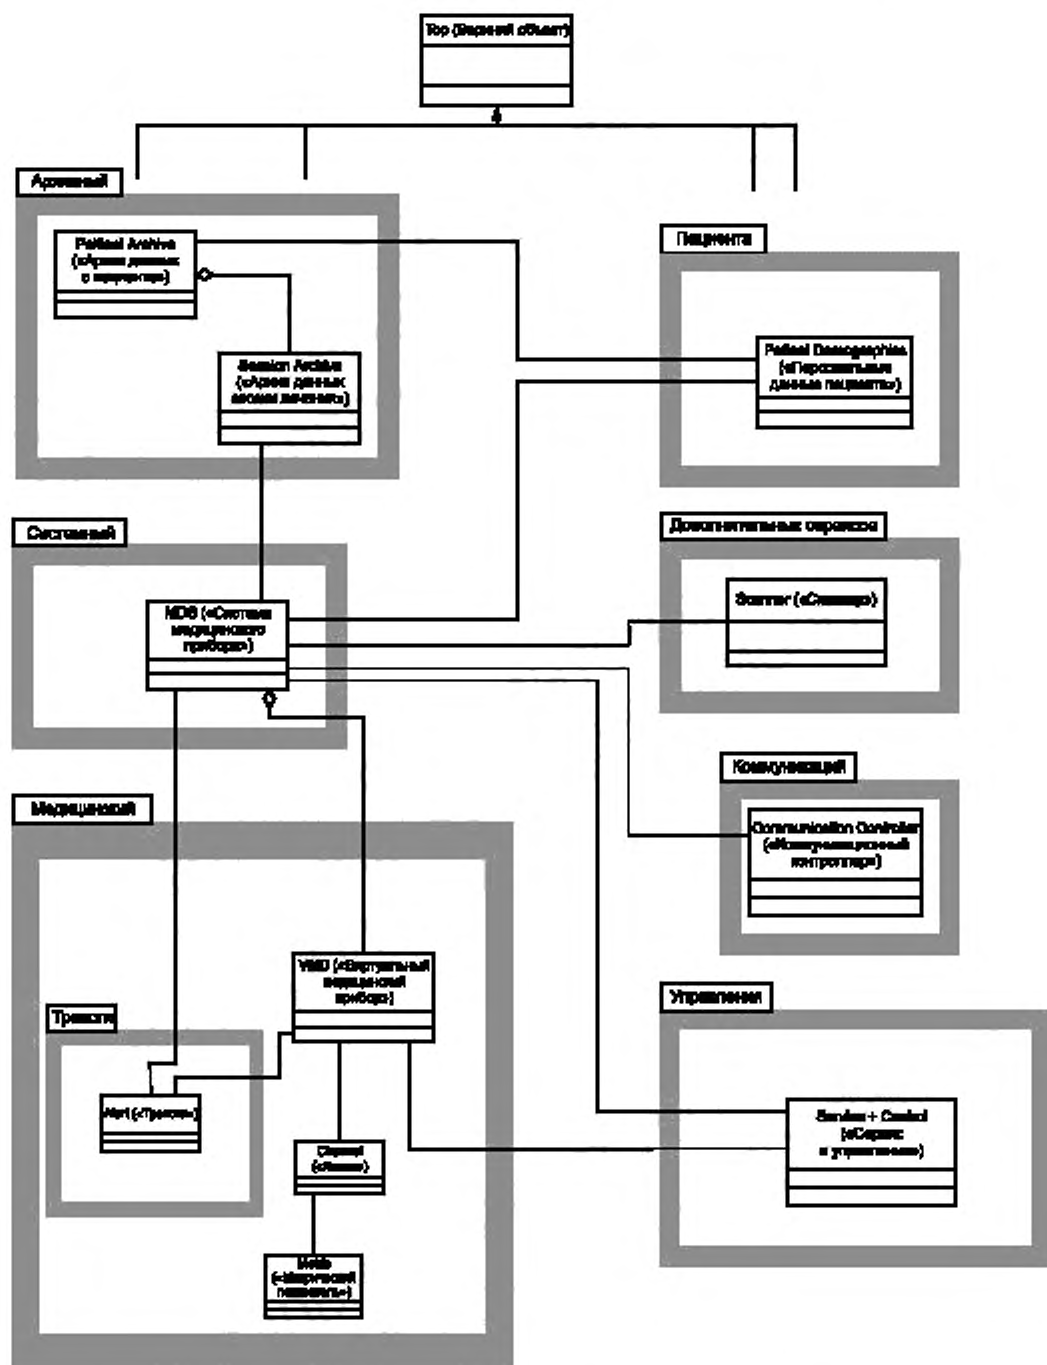 Top (Верхний объект)
Архивный
Patient Archive
(«Архив данных
о пациенте»)
Session Archive
(«Архив данных
сессии лечения»)
Пациента
Patient Demographics
(«Персональные
данные пациента»)
Системный
MDS («Система
медицинского
прибора»)
Дополнительных сервисов
Scanner («Сканер»)
Коммуникаций
Communication Controller
(«Коммуникационный
контроллер»)
Медицинский
VMD («Виртуальный
медицинский
прибор»)
Тревоги
Alert («Тревога»)
Channel
(«Канал»)
Metric
(«Метрический
показатель»)
Управления
Service + Control
(«Сервис
и управление»)